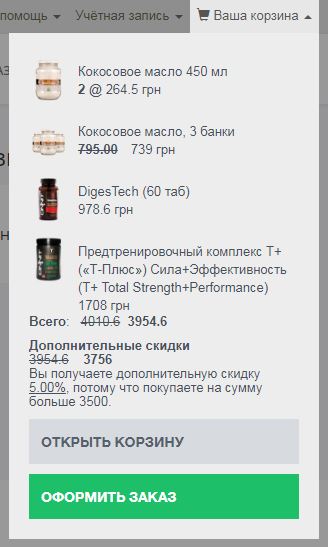 помощь
Учётная запись
Ваша корзина
Кокосовое масло 450 мл
2 @ 264.5 грн
Кокосовое масло, 3 банки
795.00 739 грн
DigesTech (60 таб)
978.6 грн
Предтренировочный комплекс T+
(«Т-Плюс») Сила+Эффективность
(T+ Total Strength+Performance)
1708 грн
Всего: 4010.6 3954.6
Дополнительные скидки
3954.6 3756
Вы получаете дополнительную скидку
5.00%, потому что покупаете на сумму
больше 3500.
ОТКРЫТЬ КОРЗИНУ
ОФОРМИТЬ ЗАКАЗ